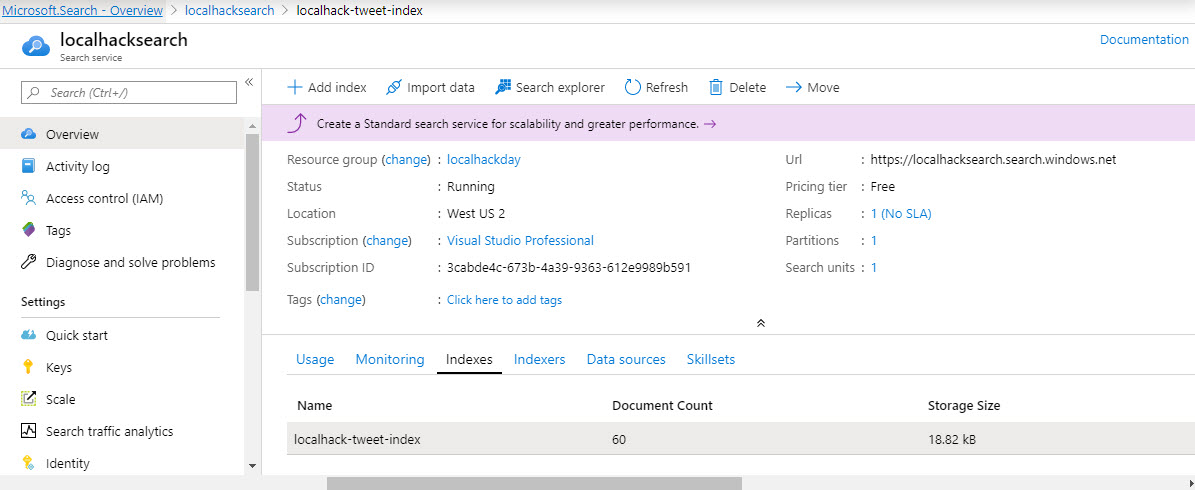 Microsoft.Search - Overview > localhacksearch > localhack-tweet-index
localhacksearch
Search service
Documentation
Search (Ctrl+/)
«
Overview
Activity log
Access control (IAM)
Tags
Diagnose and solve problems
Settings
Quick start
Keys
Scale
Search traffic analytics
Identity
+ Add index Import data Search explorer Refresh Delete → Move
Create a Standard search service for scalability and greater performance. →
Resource group (change) : localhackday
Status : Running
Location : West US 2
Subscription (change) : Visual Studio Professional
Subscription ID : 3cabde4c-673b-4a39-9363-612e9989b591
Tags (change) : Click here to add tags
Url : https://localhacksearch.search.windows.net
Pricing tier : Free
Replicas : 1 (No SLA)
Partitions : 1
Search units : 1
Usage Monitoring Indexes Indexers Data sources Skillsets
Name Document Count Storage Size
localhack-tweet-index 60 18.82 kB